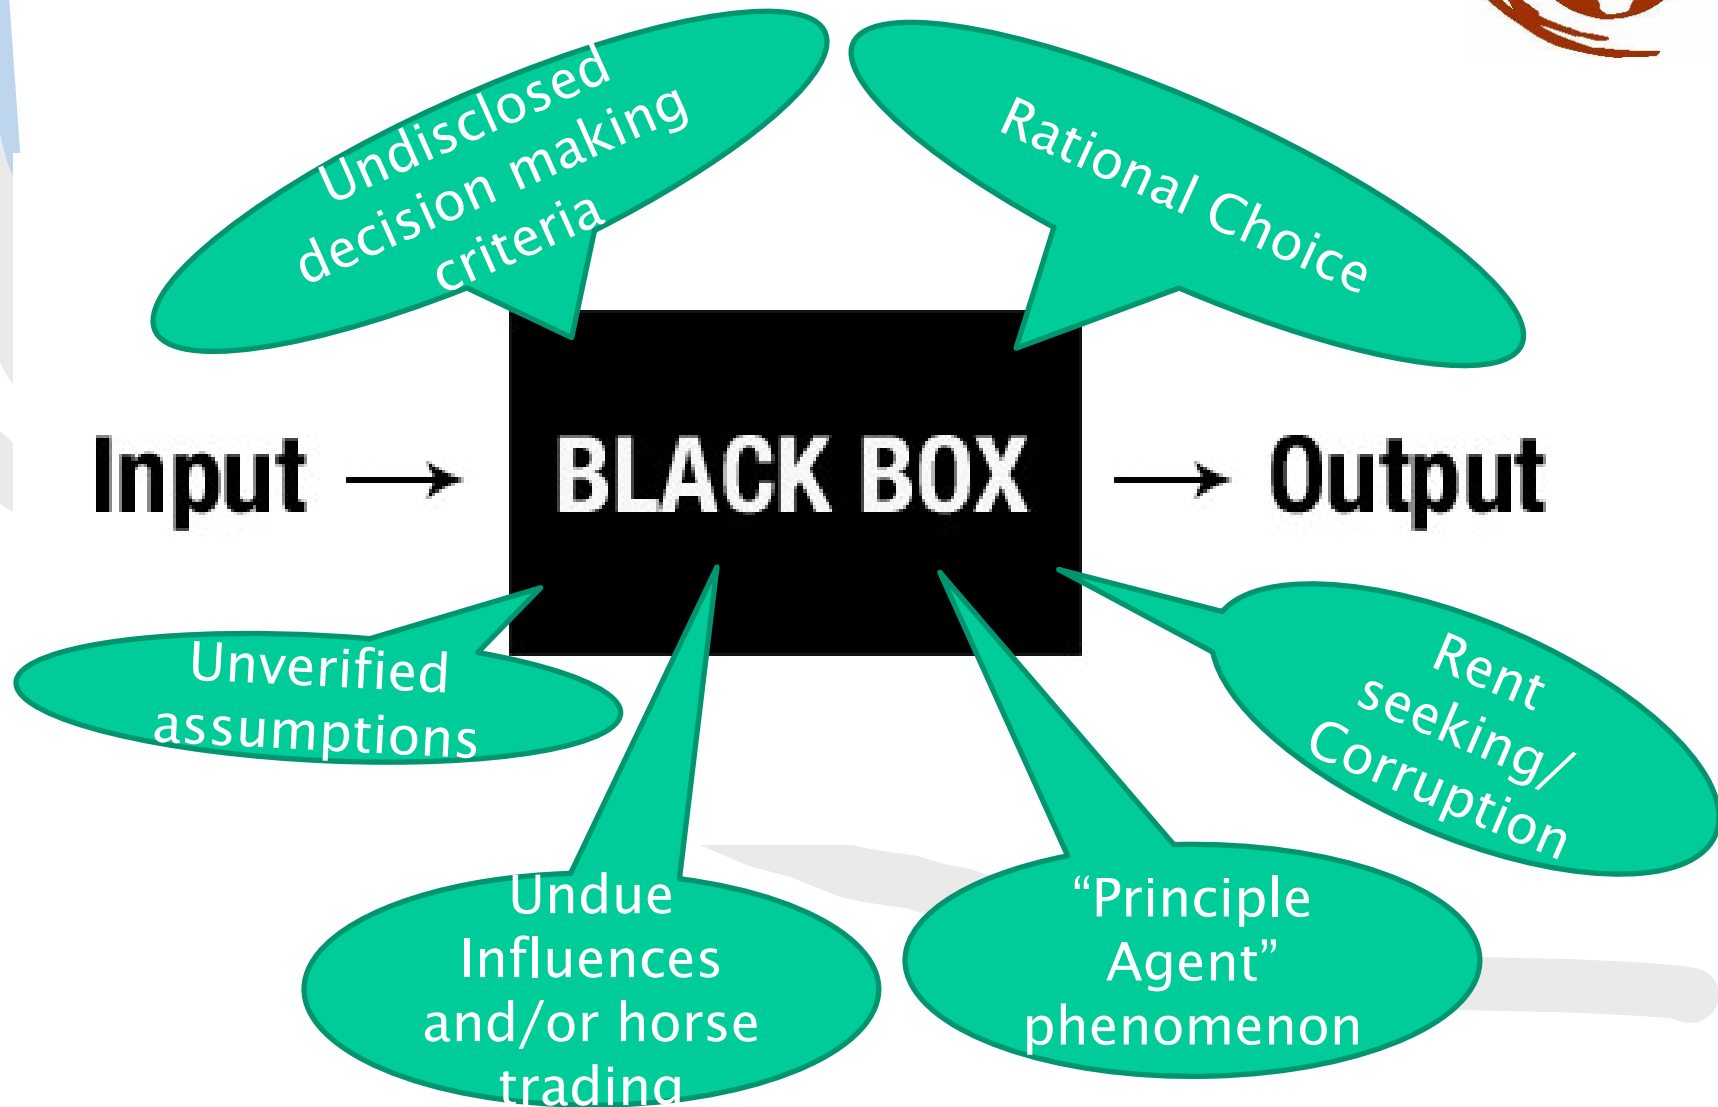 Undisclosed
decision making
criteria
Rational Choice
Input → BLACK BOX → Output
Unverified
assumptions
Rent
seeking/
Corruption
Undue
Influences
and/or horse
trading
“Principle
Agent”
phenomenon